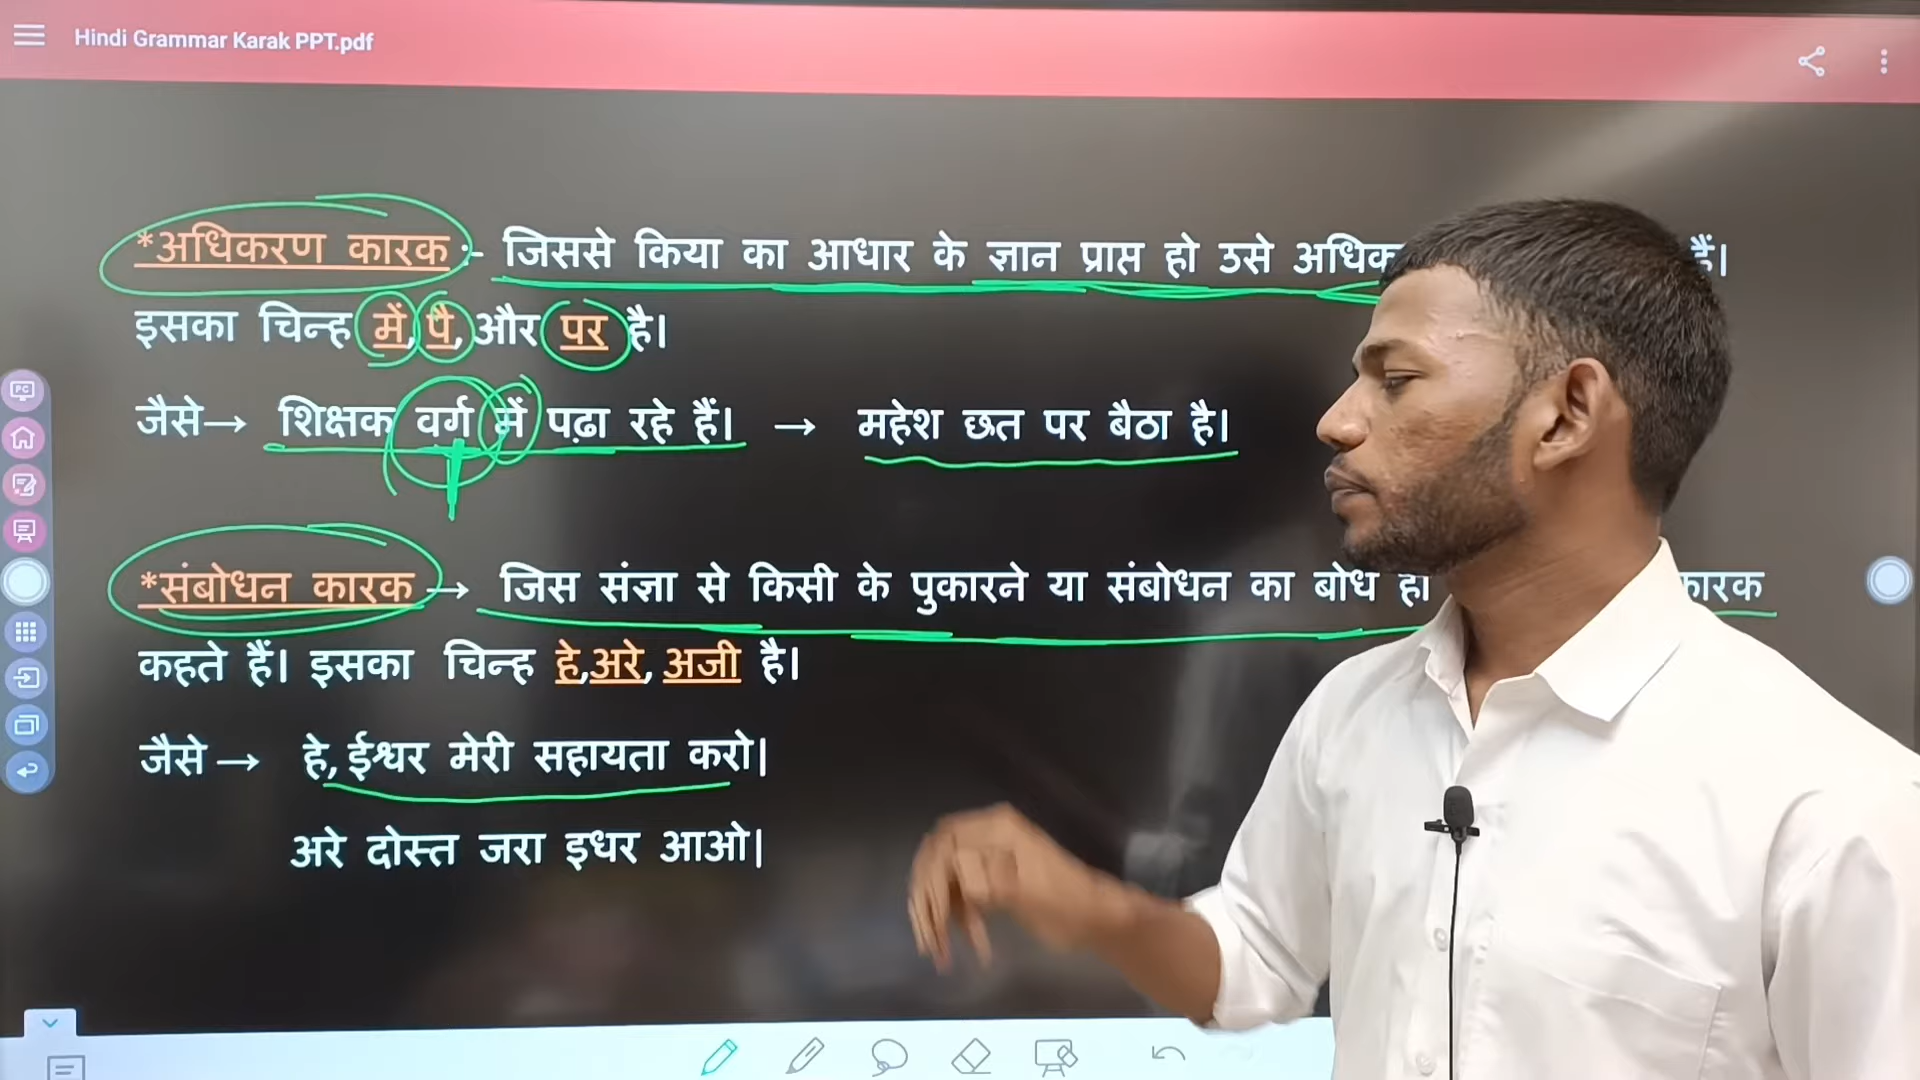 Hindi Grammar Karak PPT.pdf
*अधिकरण कारक :- जिससे किया का आधार के ज्ञान प्राप्त हो उसे हैं।
इसका चिन्ह में, पै, और पर है।
जैसे→ शिक्षक वर्ग में पढ़ा रहे हैं। → महेश छत पर बैठा है।
*संबोधन कारक → जिस संज्ञा से किसी के पुकारने या संबोधन का बोध हो कारक
कहते हैं। इसका चिन्ह हे,अरे, अजी है।
जैसे → हे, ईश्वर मेरी सहायता करो|
अरे दोस्त जरा इधर आओ|